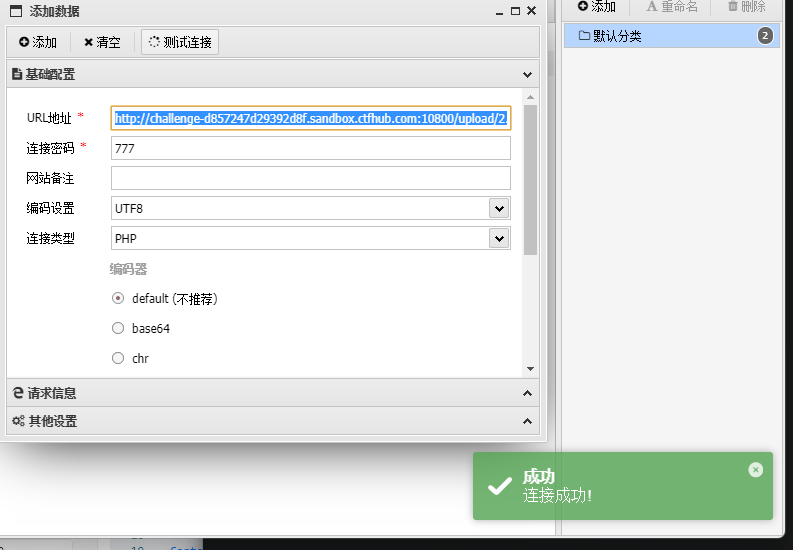 添加数据
添加 清空 测试连接
基础配置
URL地址 * http://challenge-d857247d29392d8f.sandbox.ctfhub.com:10800/upload/2.
连接密码 * 777
网站备注
编码设置 UTF8
连接类型 PHP
编码器
default (不推荐)
base64
chr
请求信息
其他设置
添加 重命名 删除
默认分类 2
成功
连接成功!